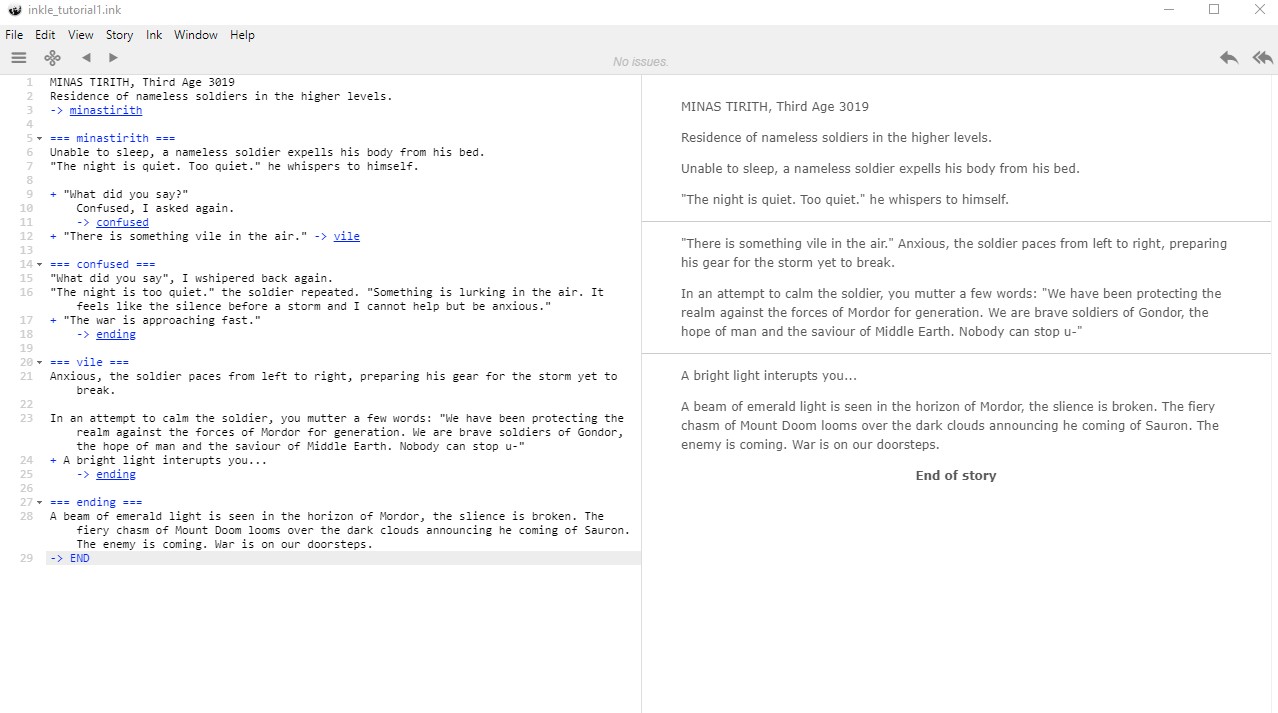 inkle_tutorial1.ink
File Edit View Story Ink Window Help
No issues.
1 MINAS TIRITH, Third Age 3019
2 Residence of nameless soldiers in the higher levels.
3 -> minastirith
4
5 === minastirith ===
6 Unable to sleep, a nameless soldier expells his body from his bed.
7 "The night is quiet. Too quiet." he whispers to himself.
8
9 + "What did you say?"
10 Confused, I asked again.
11 -> confused
12 + "There is something vile in the air." -> vile
13
14 === confused ===
15 "What did you say", I wshipered back again.
16 "The night is too quiet." the soldier repeated. "Something is lurking in the air. It
feels like the silence before a storm and I cannot help but be anxious."
17 + "The war is approaching fast."
18 -> ending
19
20 === vile ===
21 Anxious, the soldier paces from left to right, preparing his gear for the storm yet to
break.
22
23 In an attempt to calm the soldier, you mutter a few words: "We have been protecting the
realm against the forces of Mordor for generation. We are brave soldiers of Gondor,
the hope of man and the saviour of Middle Earth. Nobody can stop u-"
24 + A bright light interupts you...
25 -> ending
26
27 === ending ===
28 A beam of emerald light is seen in the horizon of Mordor, the slience is broken. The
fiery chasm of Mount Doom looms over the dark clouds announcing he coming of Sauron.
The enemy is coming. War is on our doorsteps.
29 -> END
MINAS TIRITH, Third Age 3019
Residence of nameless soldiers in the higher levels.
Unable to sleep, a nameless soldier expells his body from his bed.
"The night is quiet. Too quiet." he whispers to himself.
"There is something vile in the air." Anxious, the soldier paces from left to right, preparing
his gear for the storm yet to break.
In an attempt to calm the soldier, you mutter a few words: "We have been protecting the
realm against the forces of Mordor for generation. We are brave soldiers of Gondor, the
hope of man and the saviour of Middle Earth. Nobody can stop u-"
A bright light interupts you...
A beam of emerald light is seen in the horizon of Mordor, the slience is broken. The fiery
chasm of Mount Doom looms over the dark clouds announcing he coming of Sauron. The
enemy is coming. War is on our doorsteps.
End of story